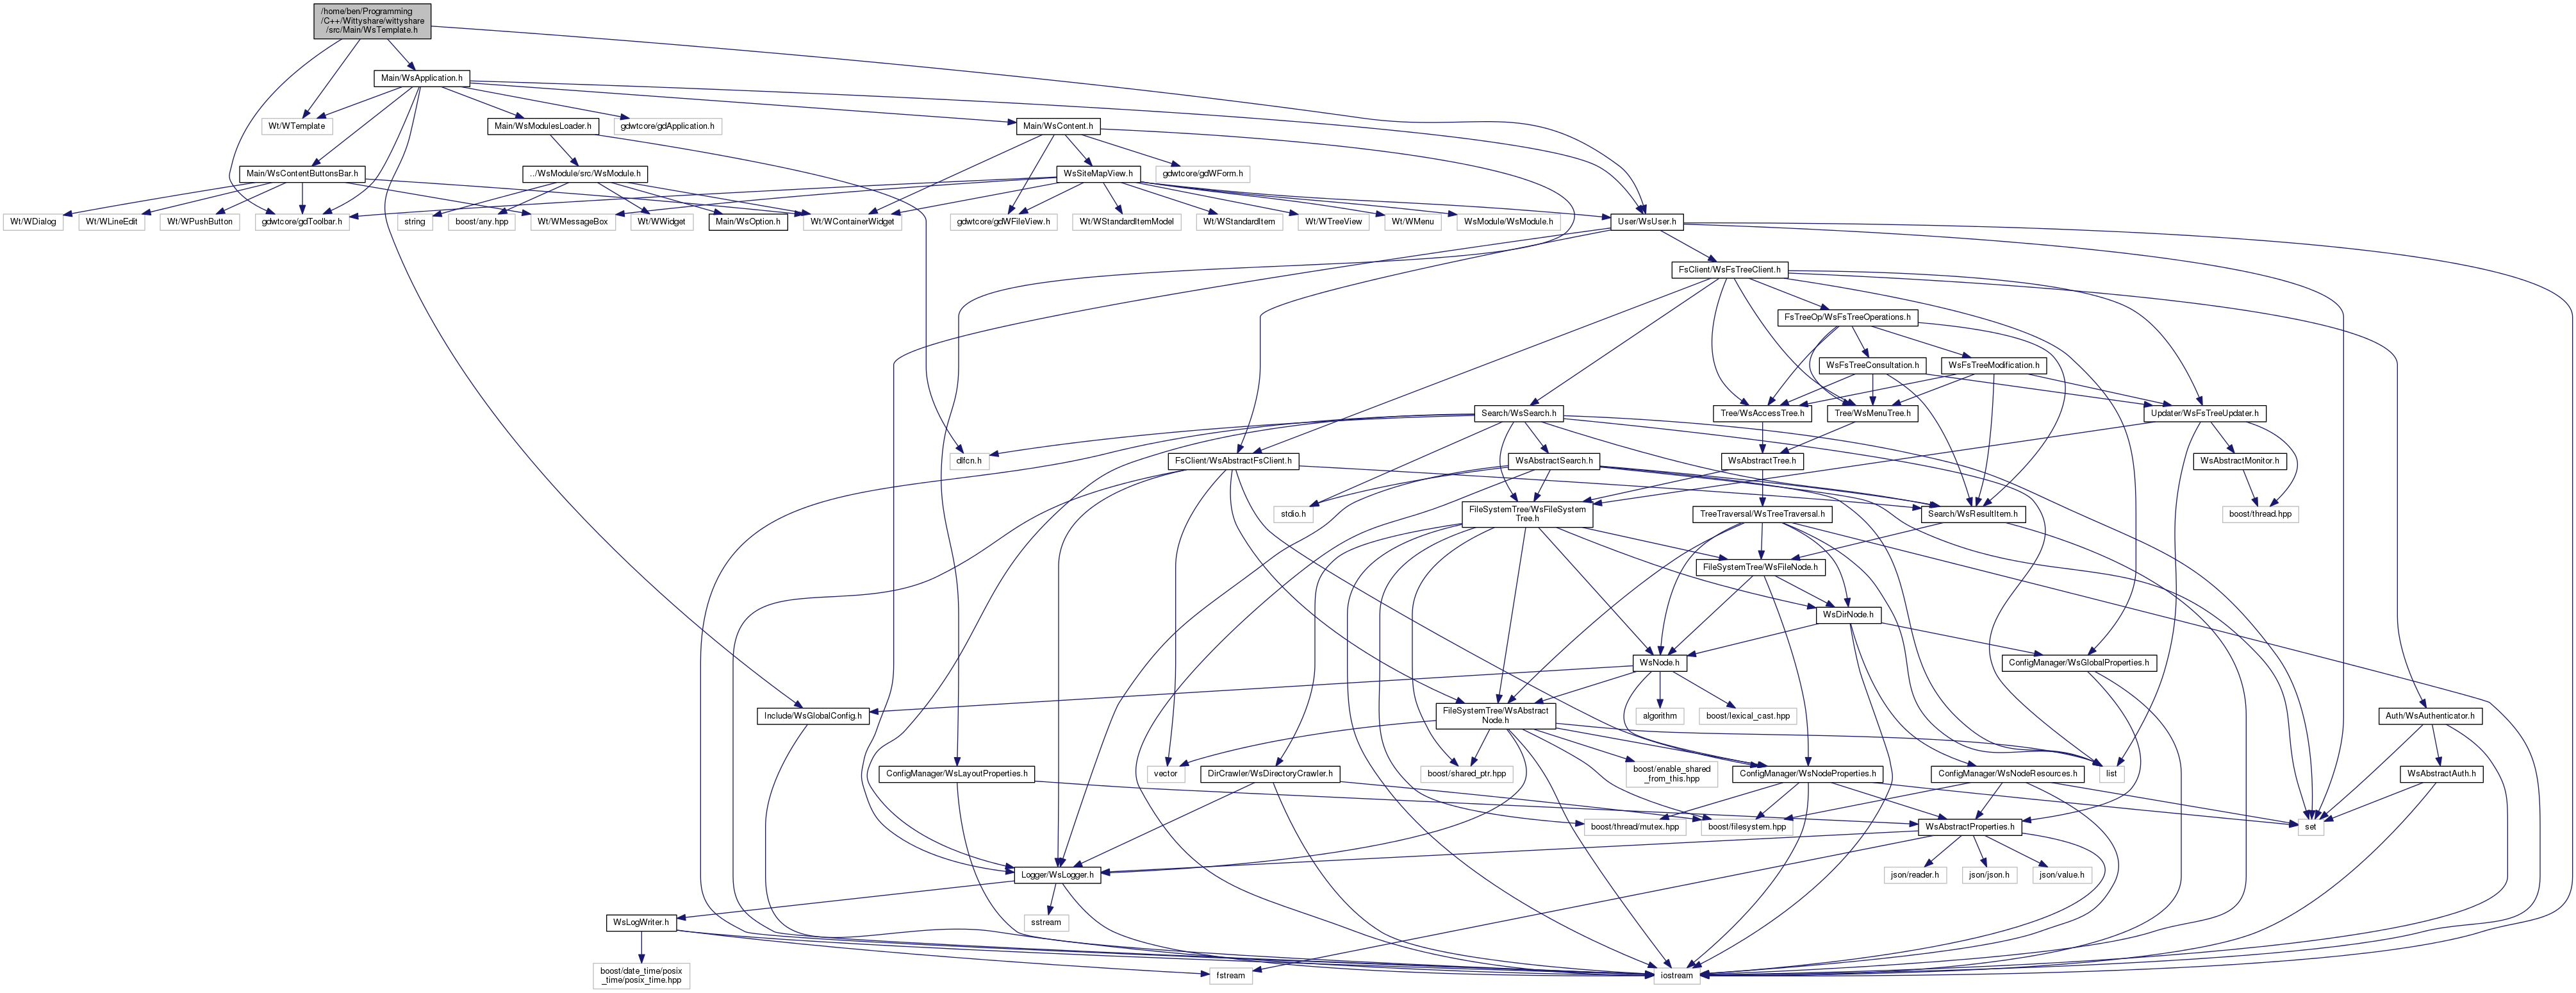 /home/ben/Programming
/C++/Wittyshare/wittyshare
/src/Main/WsTemplate.h
Main/WsApplication.h
Wt/WTemplate
Main/WsModulesLoader.h
gdwtcore/gdApplication.h
Main/WsContent.h
Main/WsContentButtonsBar.h
../WsModule/src/WsModule.h
WsSiteMapView.h
gdwtcore/gdWForm.h
Wt/WDialog
Wt/WLineEdit
Wt/WPushButton
gdwtcore/gdToolbar.h
string
boost/any.hpp
Wt/WMessageBox
Wt/WWidget
Main/WsOption.h
Wt/WContainerWidget
gdwtcore/gdWFileView.h
Wt/WStandardItemModel
Wt/WStandardItem
Wt/WTreeView
Wt/WMenu
WsModule/WsModule.h
User/WsUser.h
FsClient/WsFsTreeClient.h
FsTreeOp/WsFsTreeOperations.h
WsFsTreeConsultation.h
WsFsTreeModification.h
Search/WsSearch.h
Tree/WsAccessTree.h
Tree/WsMenuTree.h
Updater/WsFsTreeUpdater.h
dlfcn.h
FsClient/WsAbstractFsClient.h
WsAbstractSearch.h
WsAbstractTree.h
WsAbstractMonitor.h
stdio.h
FileSystemTree/WsFileSystem
Tree.h
TreeTraversal/WsTreeTraversal.h
Search/WsResultItem.h
boost/thread.hpp
FileSystemTree/WsFileNode.h
WsDirNode.h
WsNode.h
ConfigManager/WsGlobalProperties.h
Include/WsGlobalConfig.h
FileSystemTree/WsAbstract
Node.h
algorithm
boost/lexical_cast.hpp
Auth/WsAuthenticator.h
ConfigManager/WsLayoutProperties.h
vector
DirCrawler/WsDirectoryCrawler.h
boost/shared_ptr.hpp
boost/enable_shared
_from_this.hpp
ConfigManager/WsNodeProperties.h
ConfigManager/WsNodeResources.h
list
WsAbstractAuth.h
boost/thread/mutex.hpp
boost/filesystem.hpp
WsAbstractProperties.h
set
Logger/WsLogger.h
json/reader.h
json/json.h
json/value.h
WsLogWriter.h
sstream
boost/date_time/posix
_time/posix_time.hpp
fstream
iostream